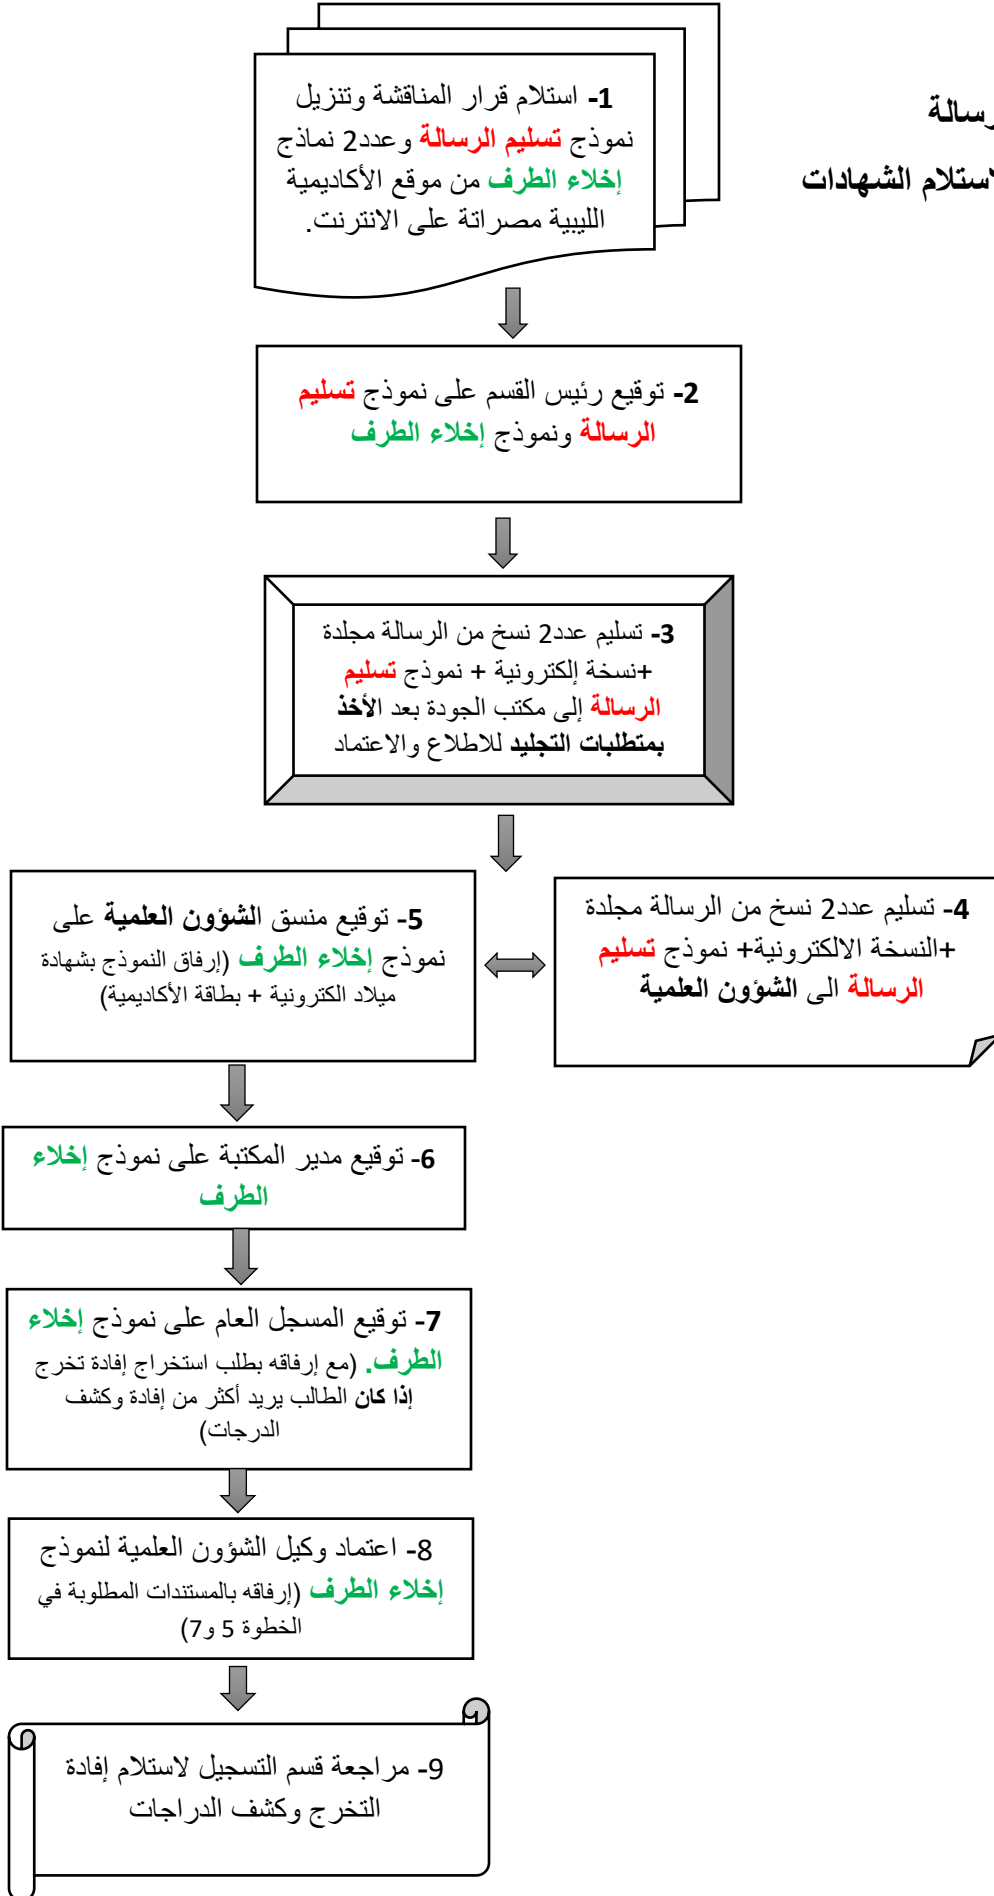 رسالة
لاستلام الشهادات
1- استلام قرار المناقشة وتنزيل
نموذج تسليم الرسالة وعدد2 نماذج
إخلاء الطرف من موقع الأكاديمية
الليبية مصراتة على الانترنت.
2- توقيع رئيس القسم على نموذج تسليم
الرسالة ونموذج إخلاء الطرف
3- تسليم عدد2 نسخ من الرسالة مجلدة
+نسخة إلكترونية + نموذج تسليم
الرسالة إلى مكتب الجودة بعد الأخذ
بمتطلبات التجليد للاطلاع والاعتماد
4- تسليم عدد2 نسخ من الرسالة مجلدة
+النسخة الالكترونية+ نموذج تسليم
الرسالة الى الشؤون العلمية
5- توقيع منسق الشؤون العلمية على
نموذج إخلاء الطرف (إرفاق النموذج بشهادة
ميلاد الكترونية + بطاقة الأكاديمية)
6- توقيع مدير المكتبة على نموذج إخلاء
الطرف
7- توقيع المسجل العام على نموذج إخلاء
الطرف. (مع إرفاقه بطلب استخراج إفادة تخرج
إذا كان الطالب يريد أكثر من إفادة وكشف
الدرجات)
8- اعتماد وكيل الشؤون العلمية لنموذج
إخلاء الطرف (إرفاقه بالمستندات المطلوبة في
الخطوة 5 و7)
9- مراجعة قسم التسجيل لاستلام إفادة
التخرج وكشف الدراجات